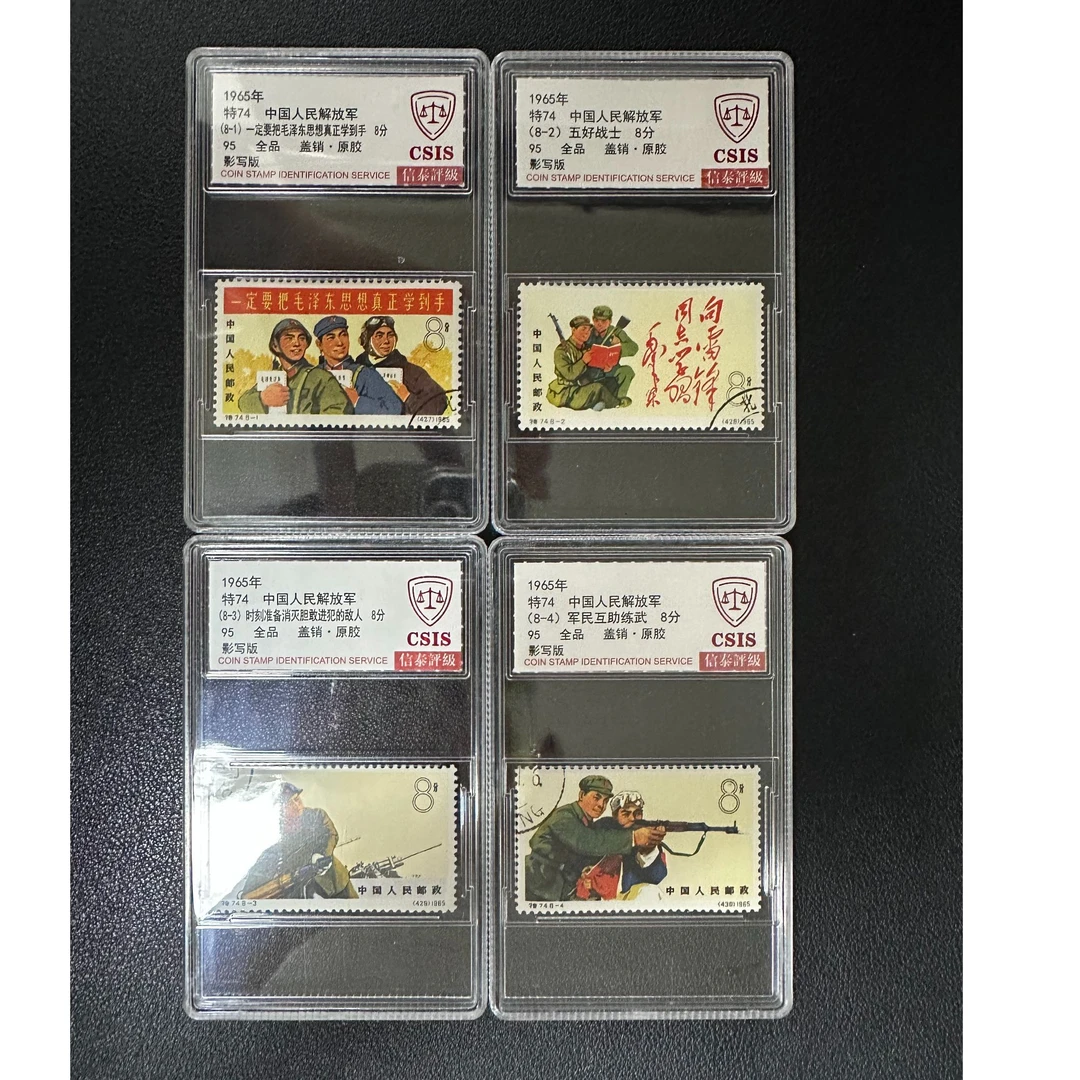 1965年
特74 中国人民解放军
(8-1) 一定要把毛泽东思想真正学到手 8分
95 全品 盖销·原胶
影写版
CSIS
COIN STAMP IDENTIFICATION SERVICE
信泰評級
一定要把毛泽东思想真正学到手
8分
中国人民邮政
特74.8-1
(427)1965
1965年
特74 中国人民解放军
(8-2) 五好战士 8分
95 全品 盖销·原胶
影写版
CSIS
COIN STAMP IDENTIFICATION SERVICE
信泰評級
向雷锋
同志学习
毛泽东
8分
中国人民邮政
特74.8-2
(428)1965
1965年
特74 中国人民解放军
(8-3) 时刻准备消灭胆敢进犯的敌人 8分
95 全品 盖销·原胶
影写版
CSIS
COIN STAMP IDENTIFICATION SERVICE
信泰評級
8分
中国人民邮政
特74.8-3
(429)1965
1965年
特74 中国人民解放军
(8-4) 军民互助练武 8分
95 全品 盖销·原胶
影写版
CSIS
COIN STAMP IDENTIFICATION SERVICE
信泰評級
6
NG
8分
中国人民邮政
特74.8-4
(430)1965